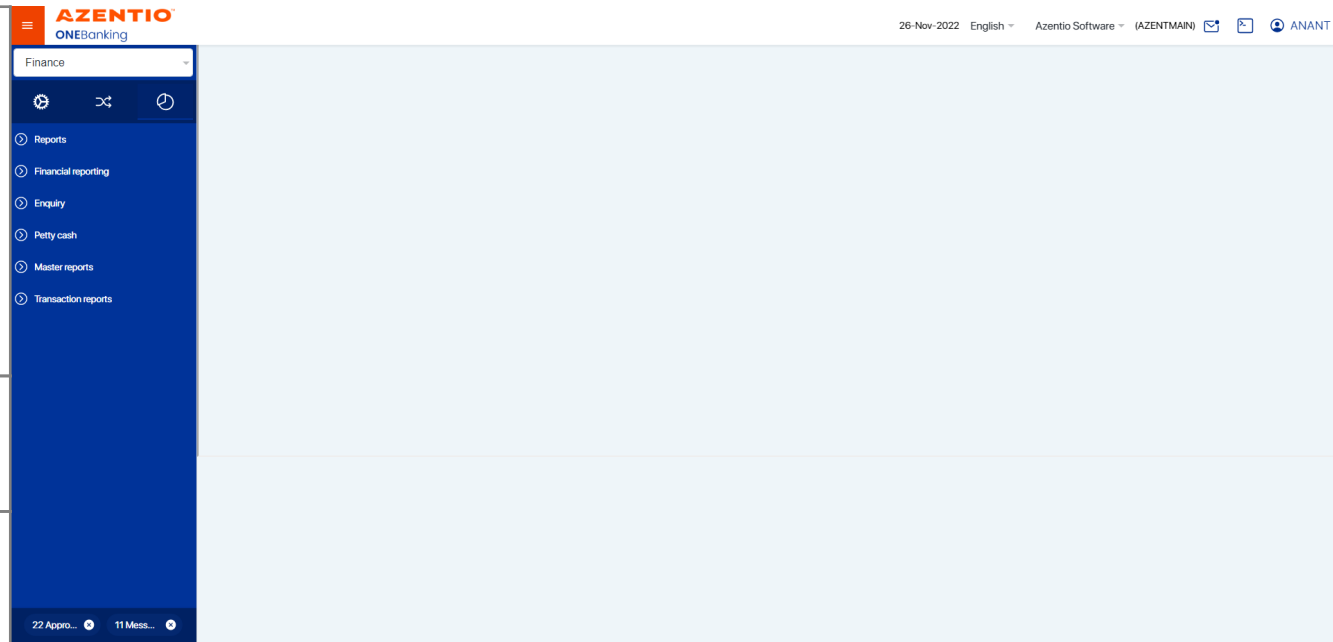 AZENTIO™
ONEBanking
26-Nov-2022 English Azentio Software (AZENTMAIN) ANANT
Finance
Reports
Financial reporting
Enquiry
Petty cash
Master reports
Transaction reports
22 Appro... 11 Mess...